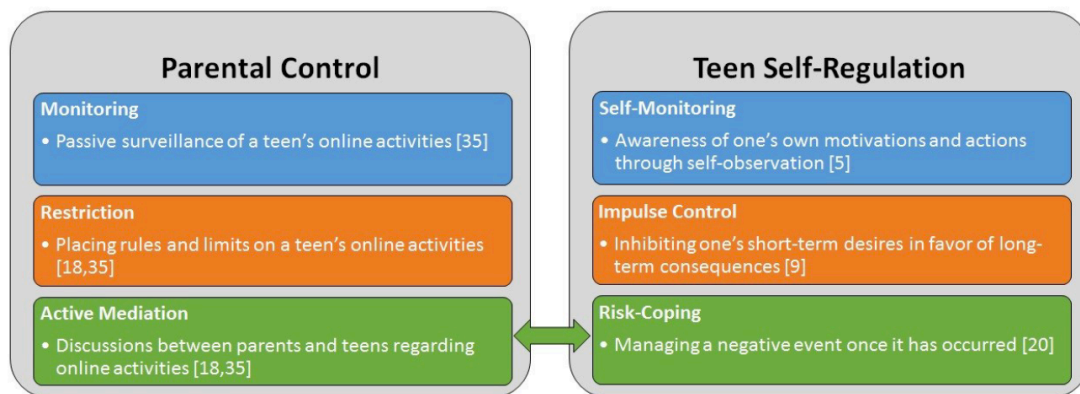 Parental Control
Monitoring
• Passive surveillance of a teen's online activities [35]
Restriction
• Placing rules and limits on a teen's online activities
[18,35]
Active Mediation
• Discussions between parents and teens regarding
online activities [18,35]
Teen Self-Regulation
Self-Monitoring
• Awareness of one's own motivations and actions
through self-observation [5]
Impulse Control
• Inhibiting one's short-term desires in favor of long-
term consequences [9]
Risk-Coping
• Managing a negative event once it has occurred [20]